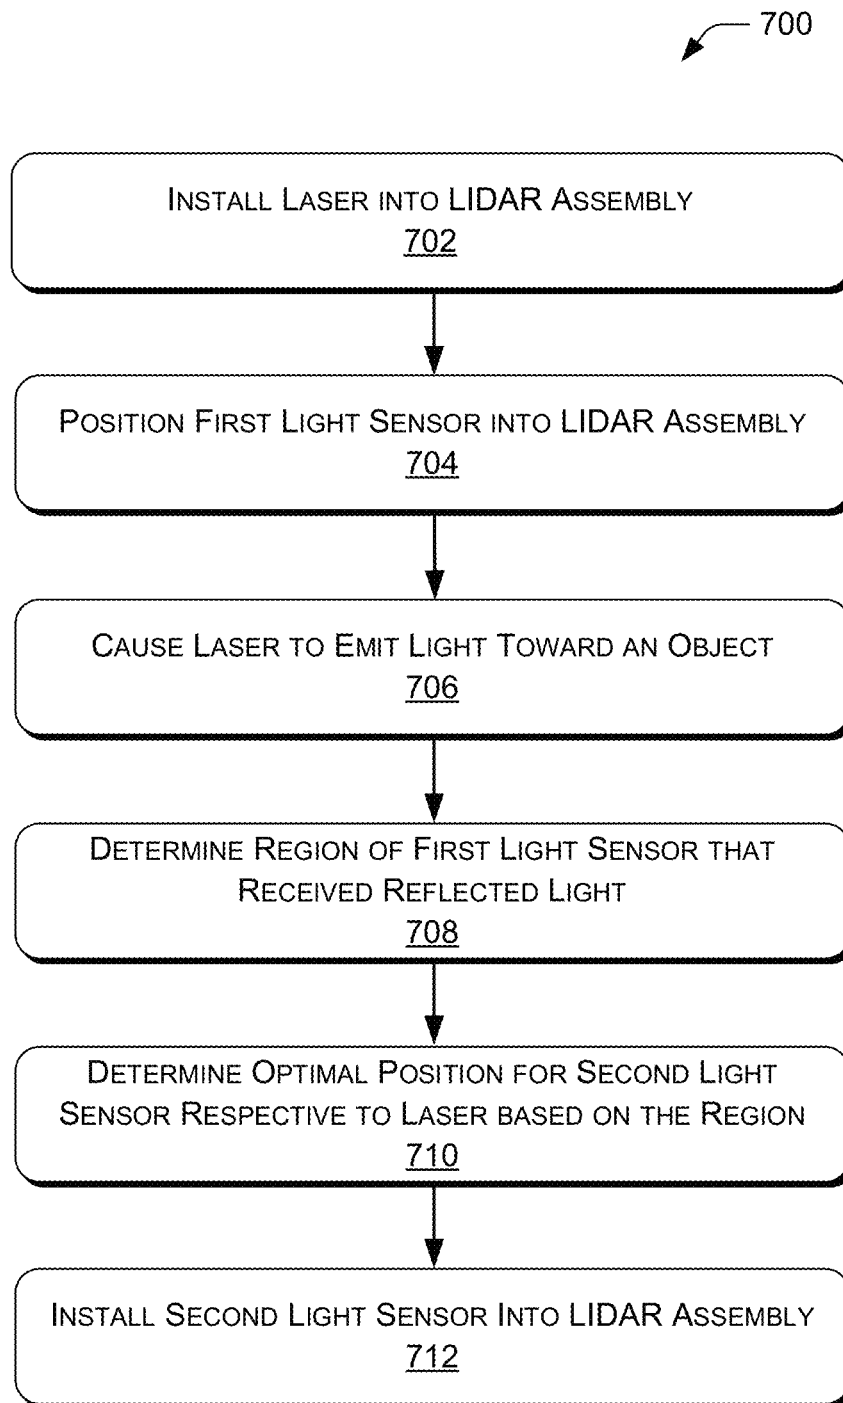 700
INSTALL LASER INTO LIDAR ASSEMBLY
702
POSITION FIRST LIGHT SENSOR INTO LIDAR ASSEMBLY
704
CAUSE LASER TO EMIT LIGHT TOWARD AN OBJECT
706
DETERMINE REGION OF FIRST LIGHT SENSOR THAT
RECEIVED REFLECTED LIGHT
708
DETERMINE OPTIMAL POSITION FOR SECOND LIGHT
SENSOR RESPECTIVE TO LASER BASED ON THE REGION
710
INSTALL SECOND LIGHT SENSOR INTO LIDAR ASSEMBLY
712